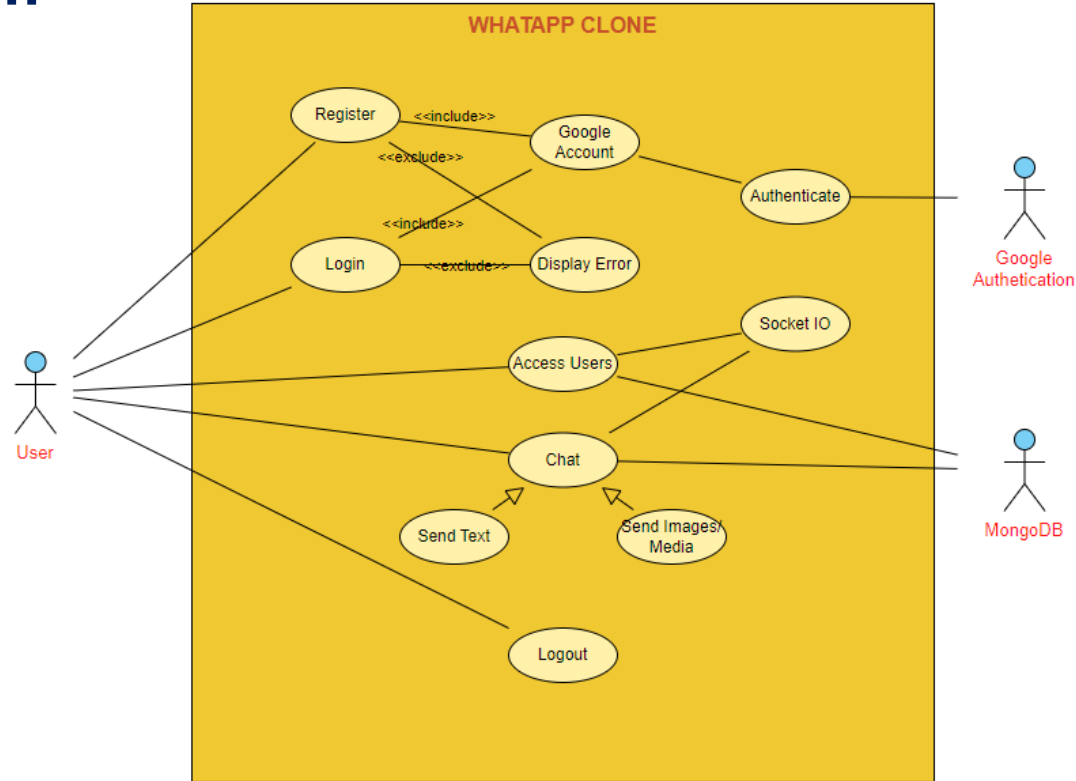 WHATAPP CLONE
Register
<<include>>
Google
Account
<<exclude>>
Authenticate
<<include>>
Login
<<exclude>>
Display Error
Google
Authetication
Socket IO
Access Users
User
Chat
MongoDB
Send Text
Send Images/
Media
Logout